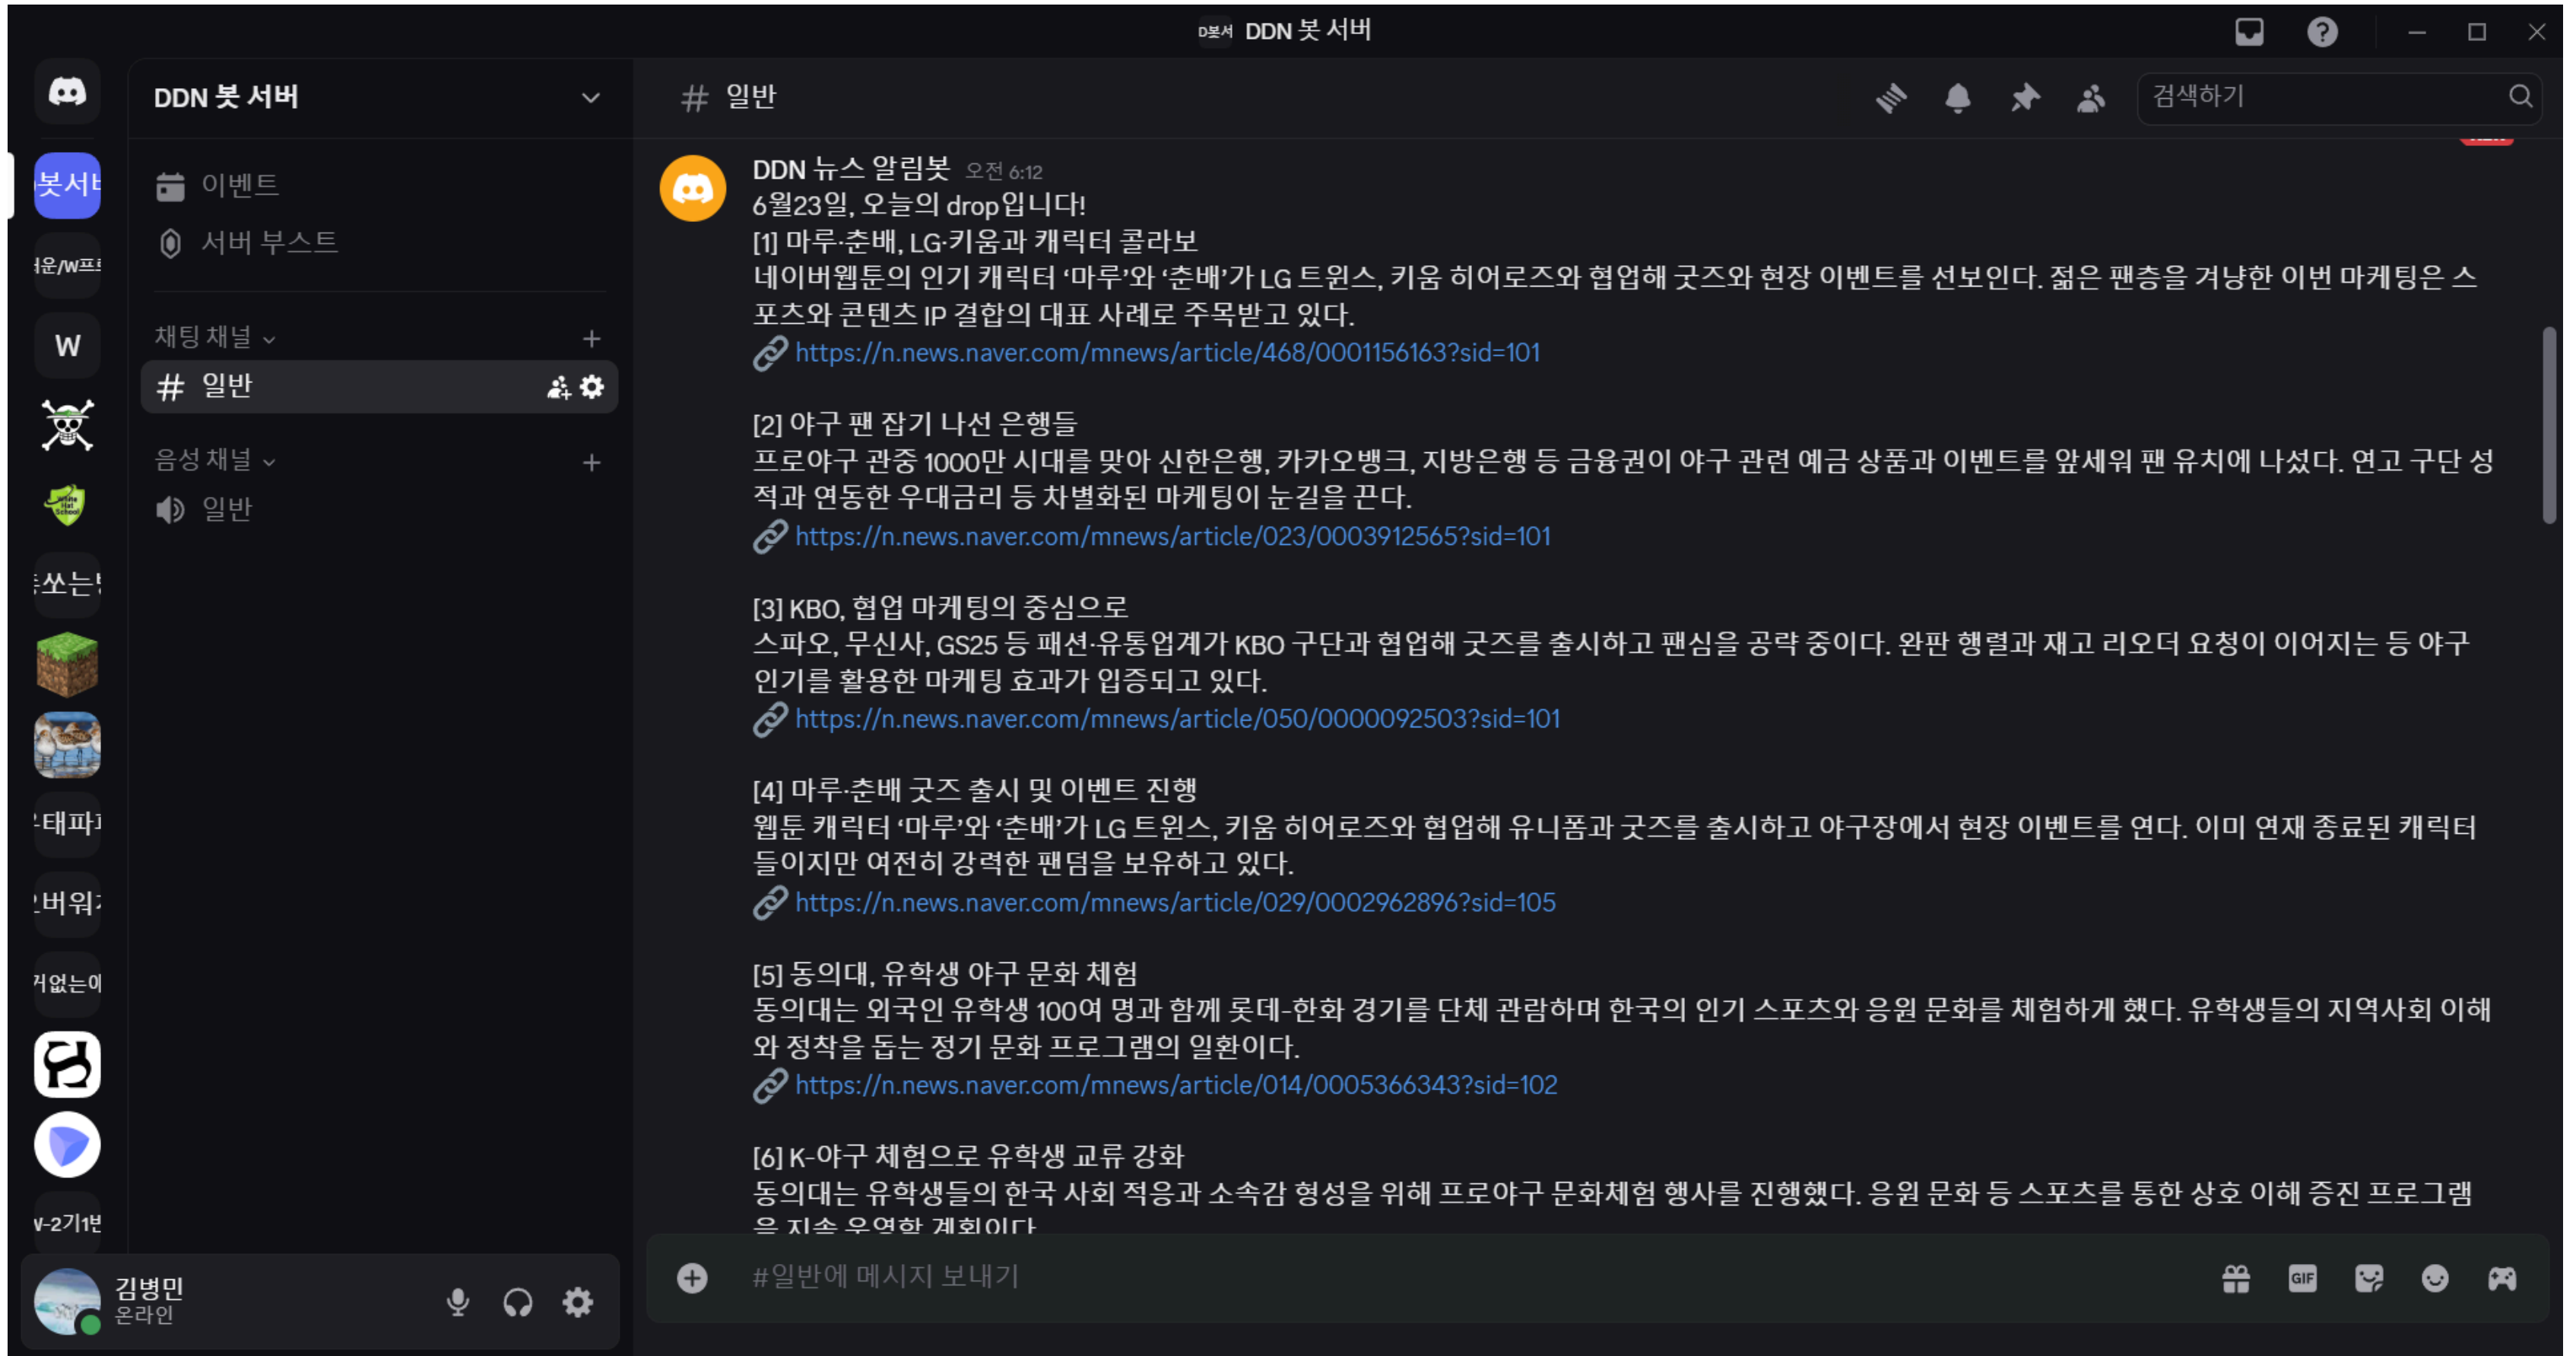 D봇서 DDN 봇 서버
DDN 봇 서버
이벤트
서버 부스트
채팅 채널
일반
음성 채널
일반
봇서
W
White Hat School
쏘는
태파
버워
없는
V-2기1반
김병민
온라인
# 일반
검색하기
DDN 뉴스 알림봇 오전 6:12
6월23일, 오늘의 drop입니다!
[1] 마루·춘배, LG·키움과 캐릭터 콜라보
네이버웹툰의 인기 캐릭터 ‘마루’와 ‘춘배’가 LG 트윈스, 키움 히어로즈와 협업해 굿즈와 현장 이벤트를 선보인다. 젊은 팬층을 겨냥한 이번 마케팅은 스
포츠와 콘텐츠 IP 결합의 대표 사례로 주목받고 있다.
https://n.news.naver.com/mnews/article/468/0001156163?sid=101
[2] 야구 팬 잡기 나선 은행들
프로야구 관중 1000만 시대를 맞아 신한은행, 카카오뱅크, 지방은행 등 금융권이 야구 관련 예금 상품과 이벤트를 앞세워 팬 유치에 나섰다. 연고 구단 성
적과 연동한 우대금리 등 차별화된 마케팅이 눈길을 끈다.
https://n.news.naver.com/mnews/article/023/0003912565?sid=101
[3] KBO, 협업 마케팅의 중심으로
스파오, 무신사, GS25 등 패션·유통업계가 KBO 구단과 협업해 굿즈를 출시하고 팬심을 공략 중이다. 완판 행렬과 재고 리오더 요청이 이어지는 등 야구
인기를 활용한 마케팅 효과가 입증되고 있다.
https://n.news.naver.com/mnews/article/050/0000092503?sid=101
[4] 마루·춘배 굿즈 출시 및 이벤트 진행
웹툰 캐릭터 ‘마루’와 ‘춘배’가 LG 트윈스, 키움 히어로즈와 협업해 유니폼과 굿즈를 출시하고 야구장에서 현장 이벤트를 연다. 이미 연재 종료된 캐릭터
들이지만 여전히 강력한 팬덤을 보유하고 있다.
https://n.news.naver.com/mnews/article/029/0002962896?sid=105
[5] 동의대, 유학생 야구 문화 체험
동의대는 외국인 유학생 100여 명과 함께 롯데-한화 경기를 단체 관람하며 한국의 인기 스포츠와 응원 문화를 체험하게 했다. 유학생들의 지역사회 이해
와 정착을 돕는 정기 문화 프로그램의 일환이다.
https://n.news.naver.com/mnews/article/014/0005366343?sid=102
[6] K-야구 체험으로 유학생 교류 강화
동의대는 유학생들의 한국 사회 적응과 소속감 형성을 위해 프로야구 문화체험 행사를 진행했다. 응원 문화 등 스포츠를 통한 상호 이해 증진 프로그램
을 지속 운영할 계획이다
#일반에 메시지 보내기
GIF